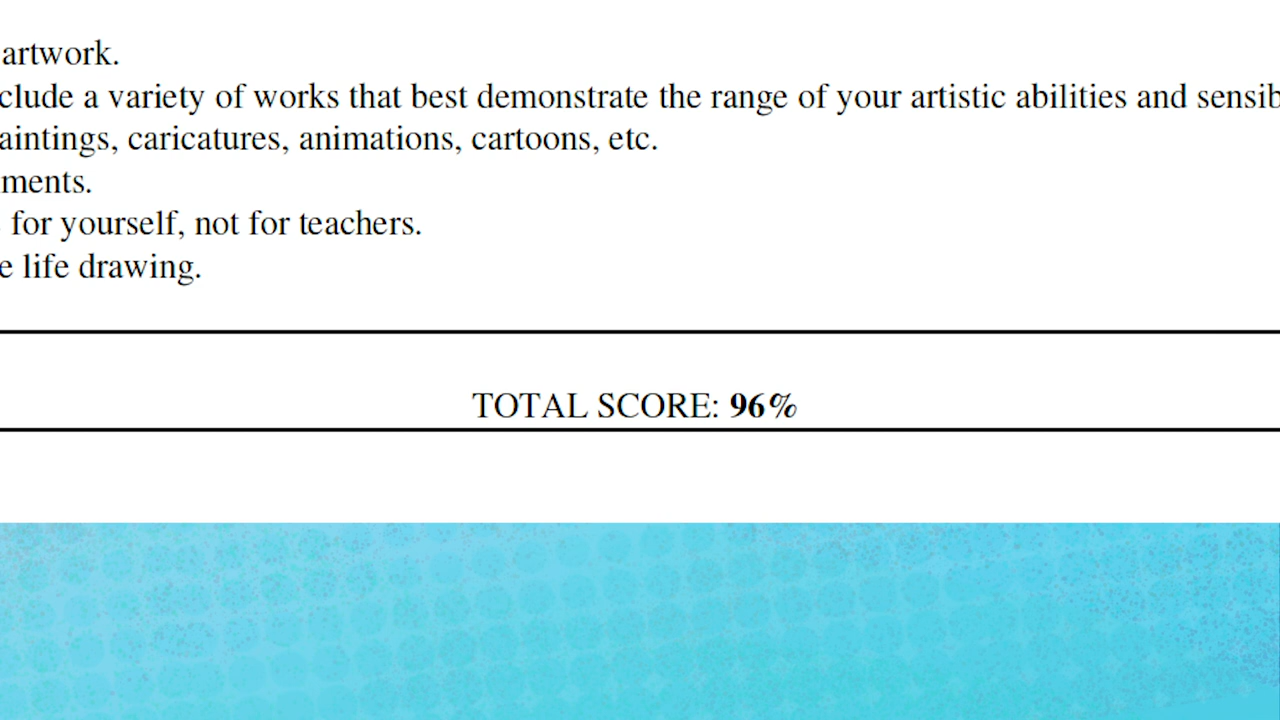 artwork.
clude a variety of works that best demonstrate the range of your artistic abilities and sensib
aintings, caricatures, animations, cartoons, etc.
ments.
for yourself, not for teachers.
e life drawing.
TOTAL SCORE: 96%